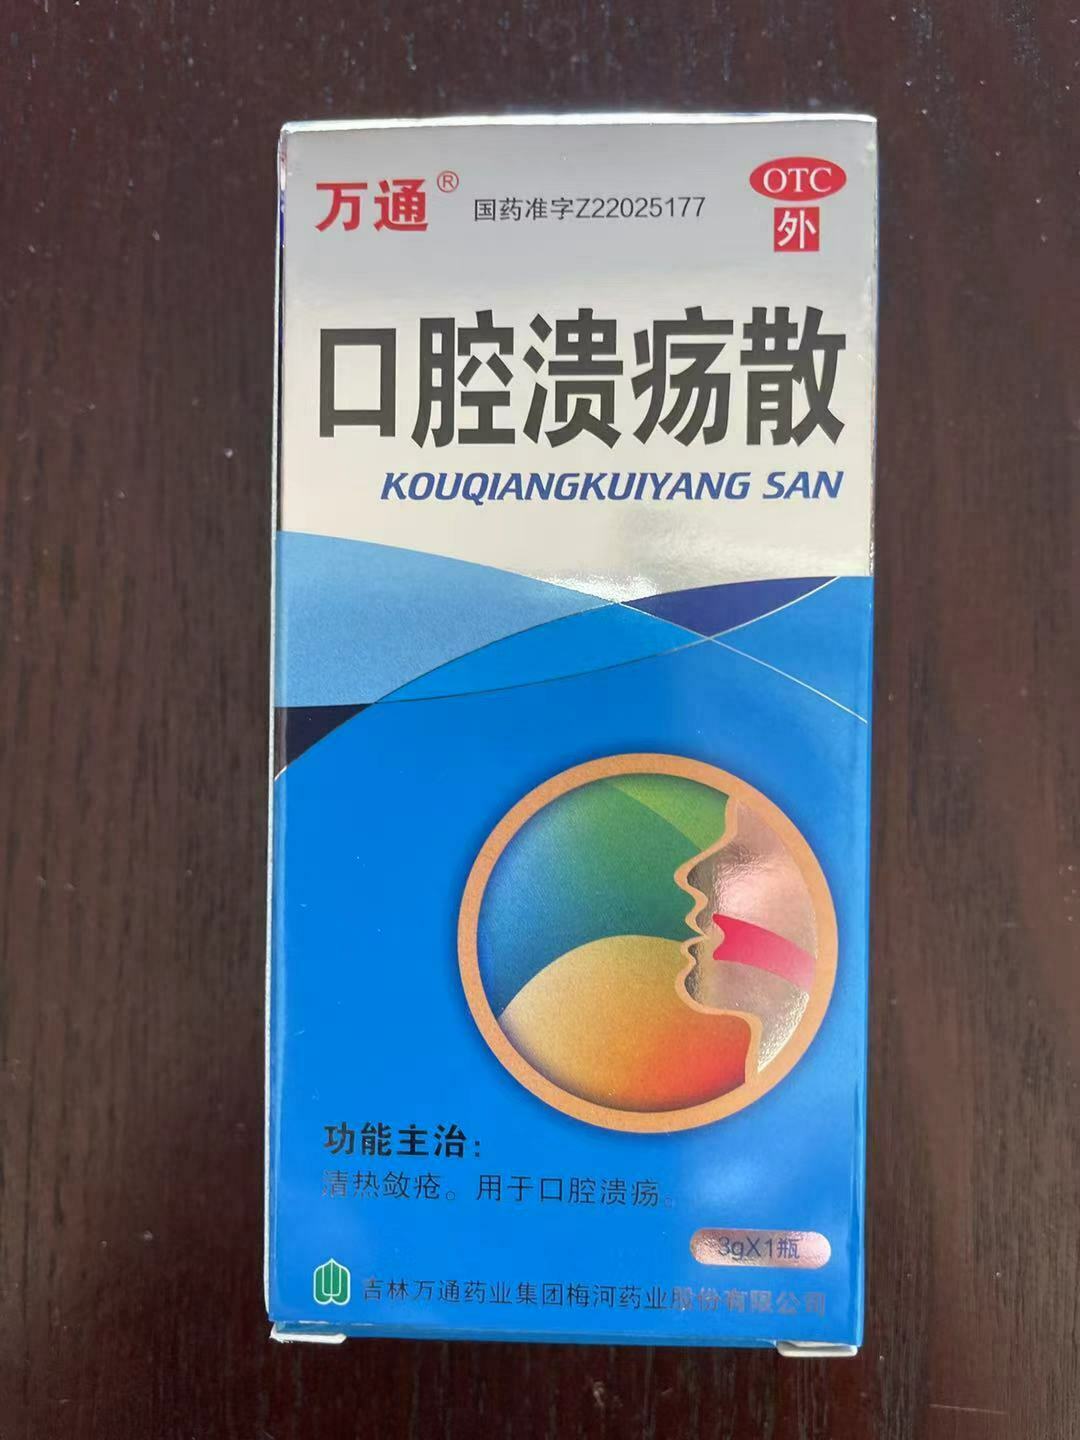 万通® 国药准字Z22025177
OTC
外
口腔溃疡散
KOUQIANGKUIYANG SAN
功能主治:
清热敛疮。用于口腔溃疡。
3gX1瓶
吉林万通药业集团梅河药业股份有限公司